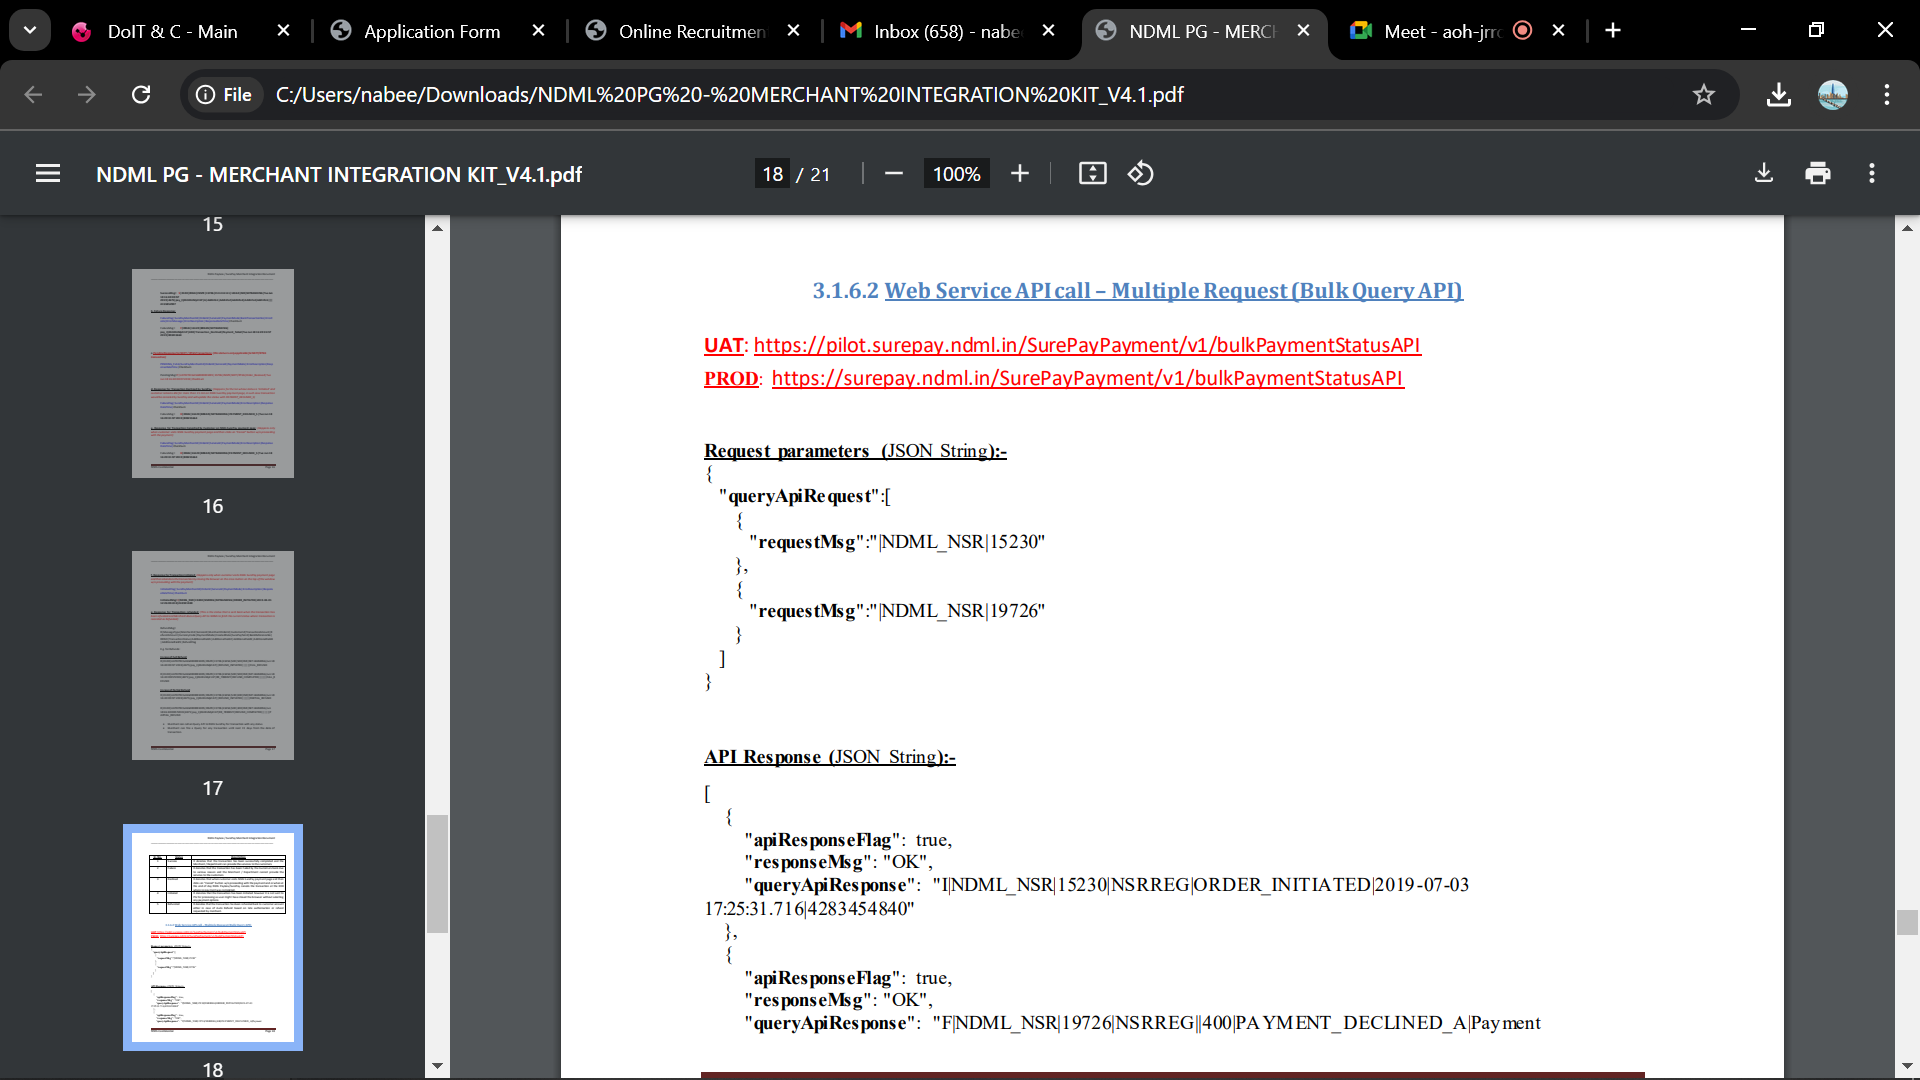 DoIT & C - Main
Application Form
Online Recruitmen
Inbox (658) - nabe
NDML PG - MERCH
Meet - aoh-jrro
File
C:/Users/nabee/Downloads/NDML%20PG%20-%20MERCHANT%20INTEGRATION%20KIT_V4.1.pdf
NDML PG - MERCHANT INTEGRATION KIT_V4.1.pdf
18 / 21
100%
15
16
17
18
3.1.6.2 Web Service API call – Multiple Request (Bulk Query API)
UAT: https://pilot.surepay.ndml.in/SurePayPayment/v1/bulkPaymentStatusAPI
PROD: https://surepay.ndml.in/SurePayPayment/v1/bulkPaymentStatusAPI
Request parameters (JSON String):-
{
"queryApiRequest":[
{
"requestMsg":"|NDML_NSR|15230"
},
{
"requestMsg":"|NDML_NSR|19726"
}
]
}
API Response (JSON String):-
[
{
"apiResponseFlag": true,
"responseMsg": "OK",
"queryApiResponse": "I|NDML_NSR|15230|NSRREG|ORDER_INITIATED|2019-07-03
17:25:31.716|4283454840"
},
{
"apiResponseFlag": true,
"responseMsg": "OK",
"queryApiResponse": "F|NDML_NSR|19726|NSRREG||400|PAYMENT_DECLINED_A|Payment